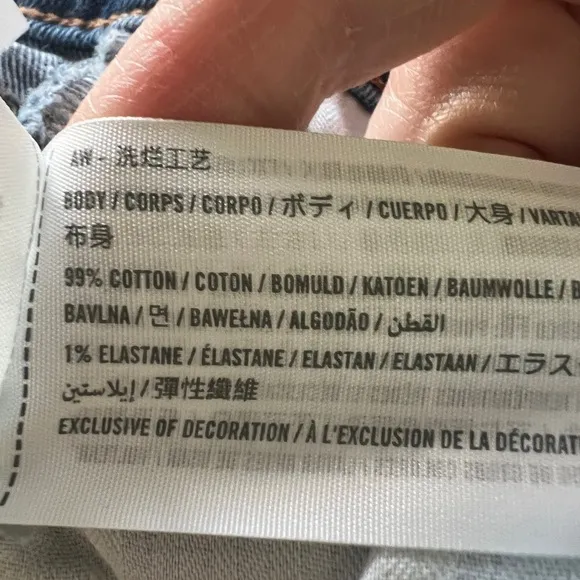 AW - 洗烂工艺
BODY / CORPS / CORPO / ボディ / CUERPO / 大身 / VARTA
布身
99% COTTON / COTON / BOMULD / KATOEN / BAUMWOLLE / B
BAVLNA / 면 / BAWEŁNA / ALGODÃO / القطن
1% ELASTANE / ÉLASTANE / ELASTAN / ELASTAAN / エラス
إيلاستين / 彈性纖維
EXCLUSIVE OF DECORATION / À L'EXCLUSION DE LA DÉCORAT